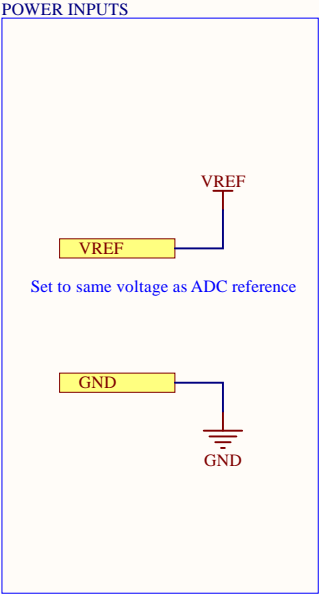 POWER INPUTS
VREF
VREF
Set to same voltage as ADC reference
GND
GND